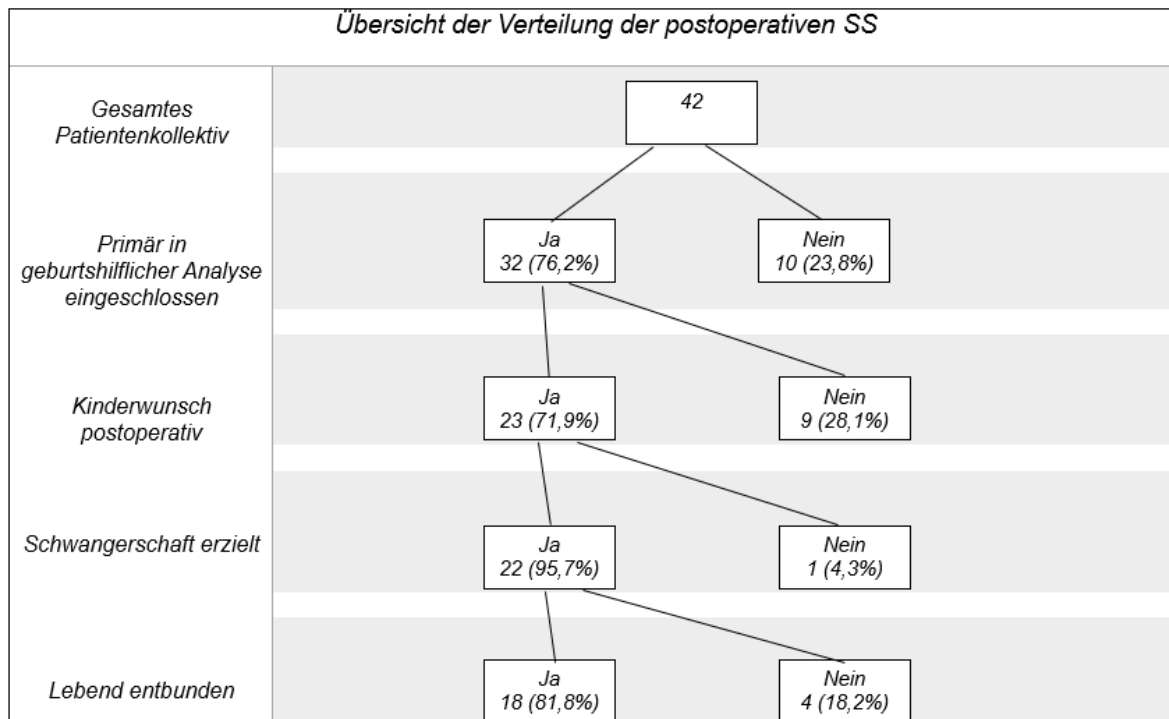 Übersicht der Verteilung der postoperativen SS
Gesamtes
Patientenkollektiv
42
Primär in
geburtshilflicher Analyse
eingeschlossen
Ja
32 (76,2%)
Nein
10 (23,8%)
Kinderwunsch
postoperativ
Ja
23 (71,9%)
Nein
9 (28,1%)
Schwangerschaft erzielt
Ja
22 (95,7%)
Nein
1 (4,3%)
Lebend entbunden
Ja
18 (81,8%)
Nein
4 (18,2%)